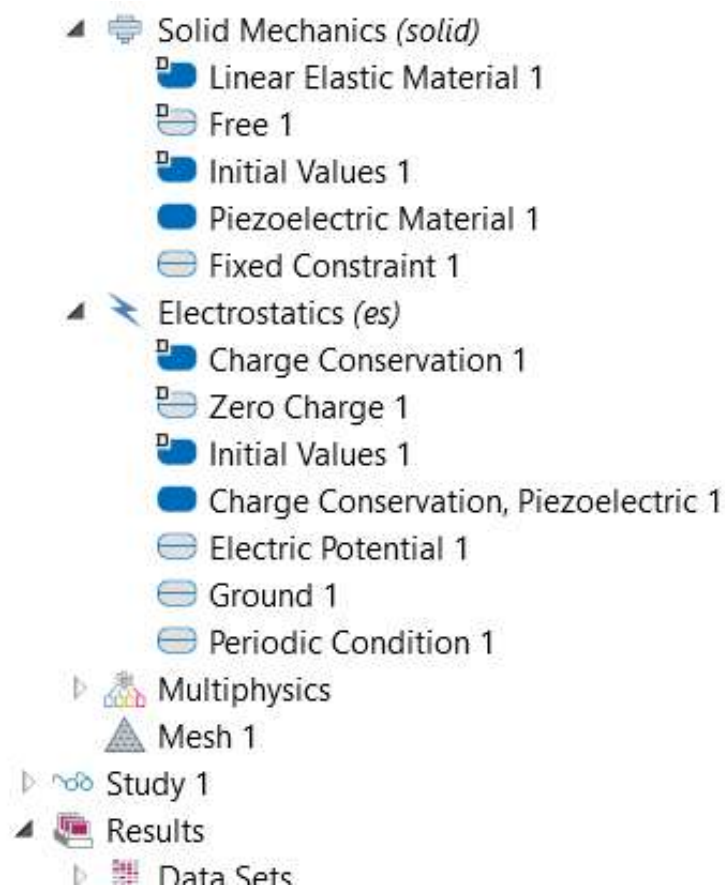 Solid Mechanics (solid)
D Linear Elastic Material 1
D Free 1
D Initial Values 1
Piezoelectric Material 1
Fixed Constraint 1
Electrostatics (es)
D Charge Conservation 1
D Zero Charge 1
D Initial Values 1
Charge Conservation, Piezoelectric 1
Electric Potential 1
Ground 1
Periodic Condition 1
Multiphysics
Mesh 1
Study 1
Results
Data Sets